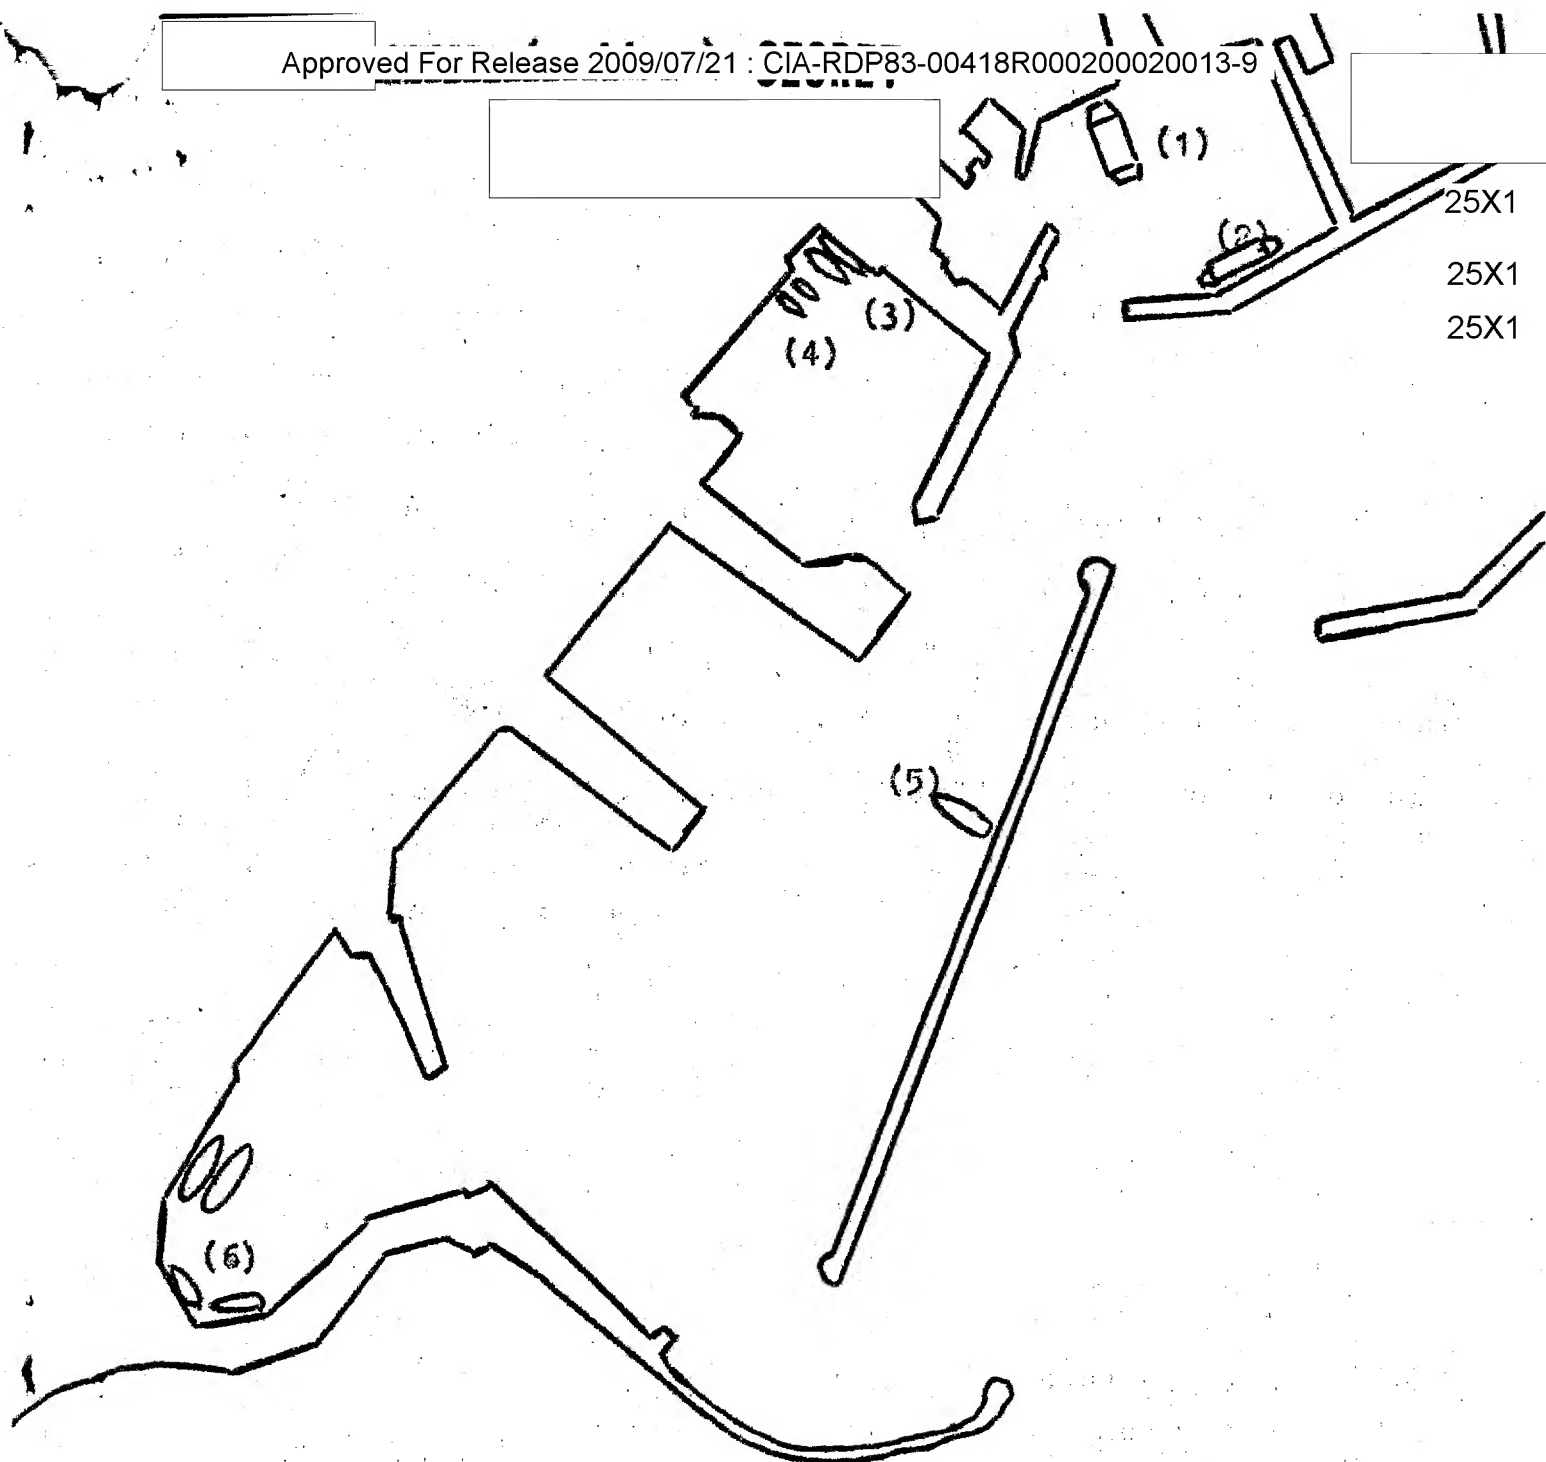 SECRET
Approved For Release 2009/07/21 : CIA-RDP83-00418R000200020013-9
(1)
25X1
(2)
25X1
(3)
25X1
(4)
(5)
(6)